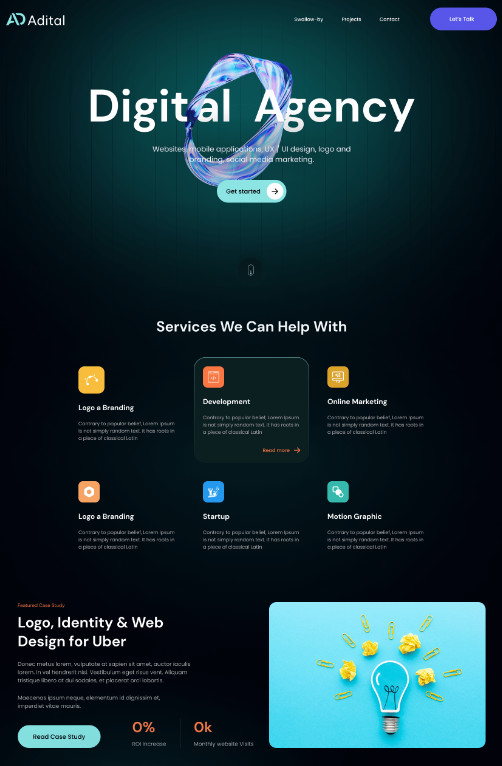 Adital
Swallow-by
Projects
Contact
Let's Talk
Digital Agency
Websites, mobile applications, UX / UI design, logo and
branding, social media marketing.
Get started
Services We Can Help With
Logo a Branding
Contrary to popular belief, Lorem Ipsum
is not simply random text. It has roots in
a piece of classical Latin
Development
Contrary to popular belief, Lorem Ipsum
is not simply random text. It has roots in
a piece of classical Latin
Read more
Online Marketing
Contrary to popular belief, Lorem Ipsum
is not simply random text. It has roots in
a piece of classical Latin
Logo a Branding
Contrary to popular belief, Lorem Ipsum
is not simply random text. It has roots in
a piece of classical Latin
Startup
Contrary to popular belief, Lorem Ipsum
is not simply random text. It has roots in
a piece of classical Latin
Motion Graphic
Contrary to popular belief, Lorem Ipsum
is not simply random text. It has roots in
a piece of classical Latin
Featured Case Study
Logo, Identity & Web
Design for Uber
Donec metus lorem, vulputate at sapien sit amet, auctor iaculis
lorem. In vel hendrerit nisi. Vestibulum eget risus velit. Aliquam
tristique libero at dui sodales, et placerat orci lobortis.
Maecenas ipsum neque, elementum id dignissim et,
imperdiet vitae mauris.
Read Case Study
0%
ROI increase
0k
Monthly website Visits